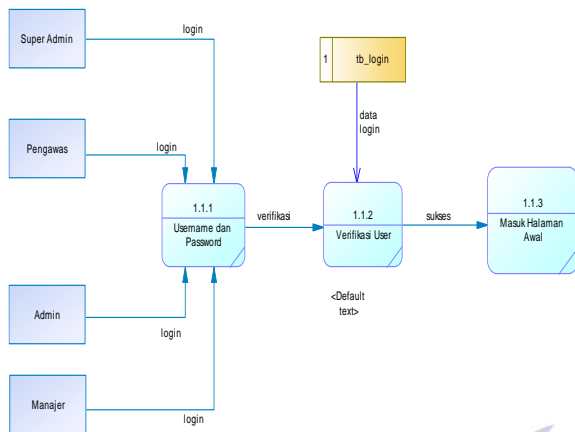 login
Super Admin
1
tb_login
data
login
Pengawas
login
1.1.1
Username dan
Password
verifikasi
1.1.2
Verifikasi User
sukses
1.1.3
Masuk Halaman
Awal
<Default
text>
Admin
login
Manajer
login